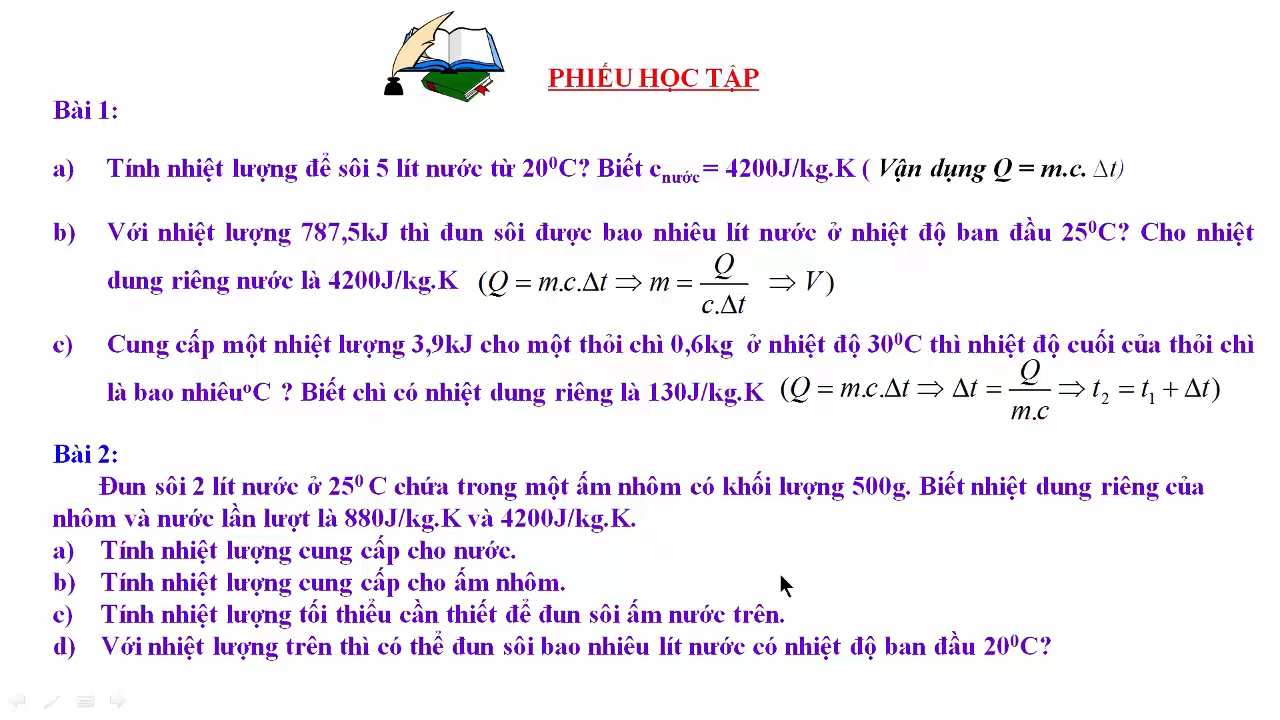 PHIẾU HỌC TẬP
Bài 1:
a) Tính nhiệt lượng để sôi 5 lít nước từ 20⁰C? Biết cnước = 4200J/kg.K ( Vận dụng Q = m.c. Δt)
b) Với nhiệt lượng 787,5kJ thì đun sôi được bao nhiêu lít nước ở nhiệt độ ban đầu 25⁰C? Cho nhiệt
dung riêng nước là 4200J/kg.K (Q = m.c.Δt ⇒ m = Q/c.Δt ⇒ V)
c) Cung cấp một nhiệt lượng 3,9kJ cho một thỏi chì 0,6kg ở nhiệt độ 30⁰C thì nhiệt độ cuối của thỏi chì
là bao nhiêuºC ? Biết chì có nhiệt dung riêng là 130J/kg.K (Q = m.c.Δt ⇒ Δt = Q/m.c ⇒ t₂ = t₁ + Δt)
Bài 2:
Đun sôi 2 lít nước ở 25⁰ C chứa trong một ấm nhôm có khối lượng 500g. Biết nhiệt dung riêng của
nhôm và nước lần lượt là 880J/kg.K và 4200J/kg.K.
a) Tính nhiệt lượng cung cấp cho nước.
b) Tính nhiệt lượng cung cấp cho ấm nhôm.
c) Tính nhiệt lượng tối thiểu cần thiết để đun sôi ấm nước trên.
d) Với nhiệt lượng trên thì có thể đun sôi bao nhiêu lít nước có nhiệt độ ban đầu 20⁰C?